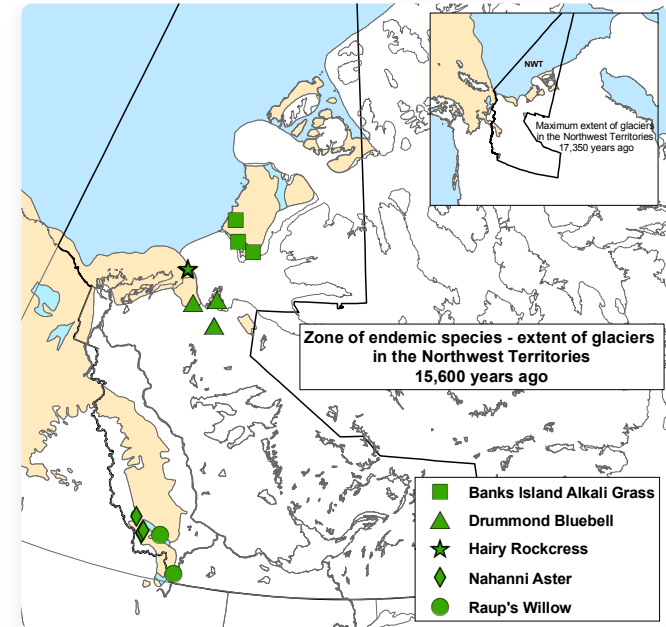 NWT
Maximum extent of glaciers
in the Northwest Territories
17,350 years ago
Zone of endemic species - extent of glaciers
in the Northwest Territories
15,600 years ago
Banks Island Alkali Grass
Drummond Bluebell
Hairy Rockcress
Nahanni Aster
Raup's Willow